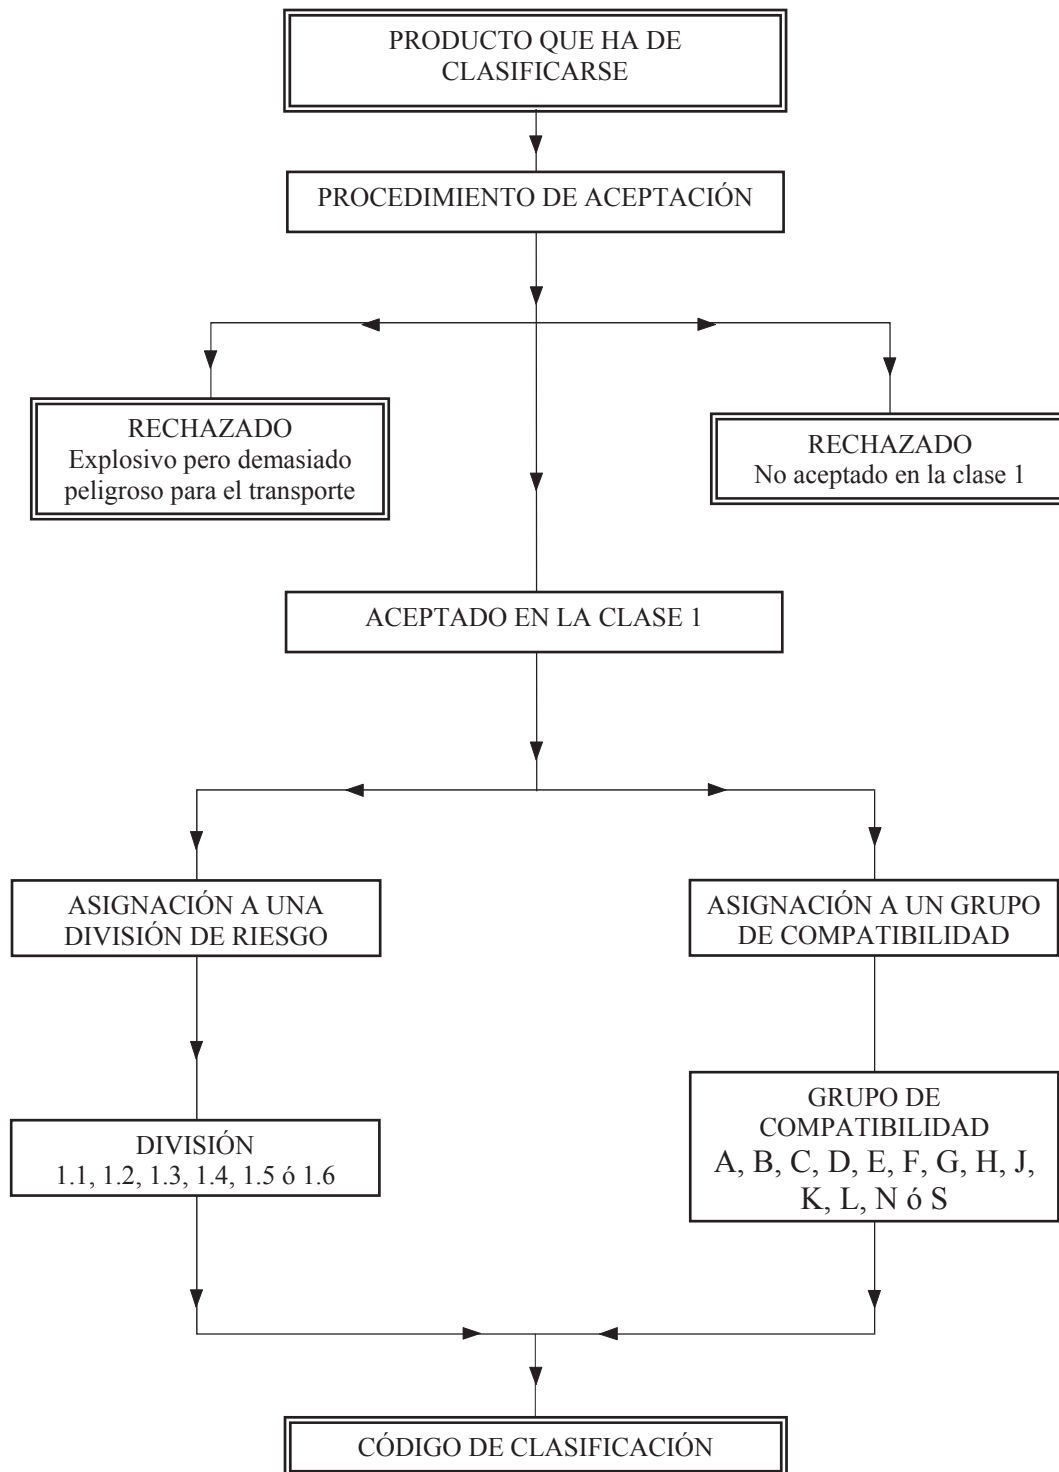 PRODUCTO QUE HA DE
CLASIFICARSE
PROCEDIMIENTO DE ACEPTACIÓN
RECHAZADO
Explosivo pero demasiado
peligroso para el transporte
RECHAZADO
No aceptado en la clase 1
ACEPTADO EN LA CLASE 1
ASIGNACIÓN A UNA
DIVISIÓN DE RIESGO
ASIGNACIÓN A UN GRUPO
DE COMPATIBILIDAD
DIVISIÓN
1.1, 1.2, 1.3, 1.4, 1.5 ó 1.6
GRUPO DE
COMPATIBILIDAD
A, B, C, D, E, F, G, H, J,
K, L, N ó S
CÓDIGO DE CLASIFICACIÓN